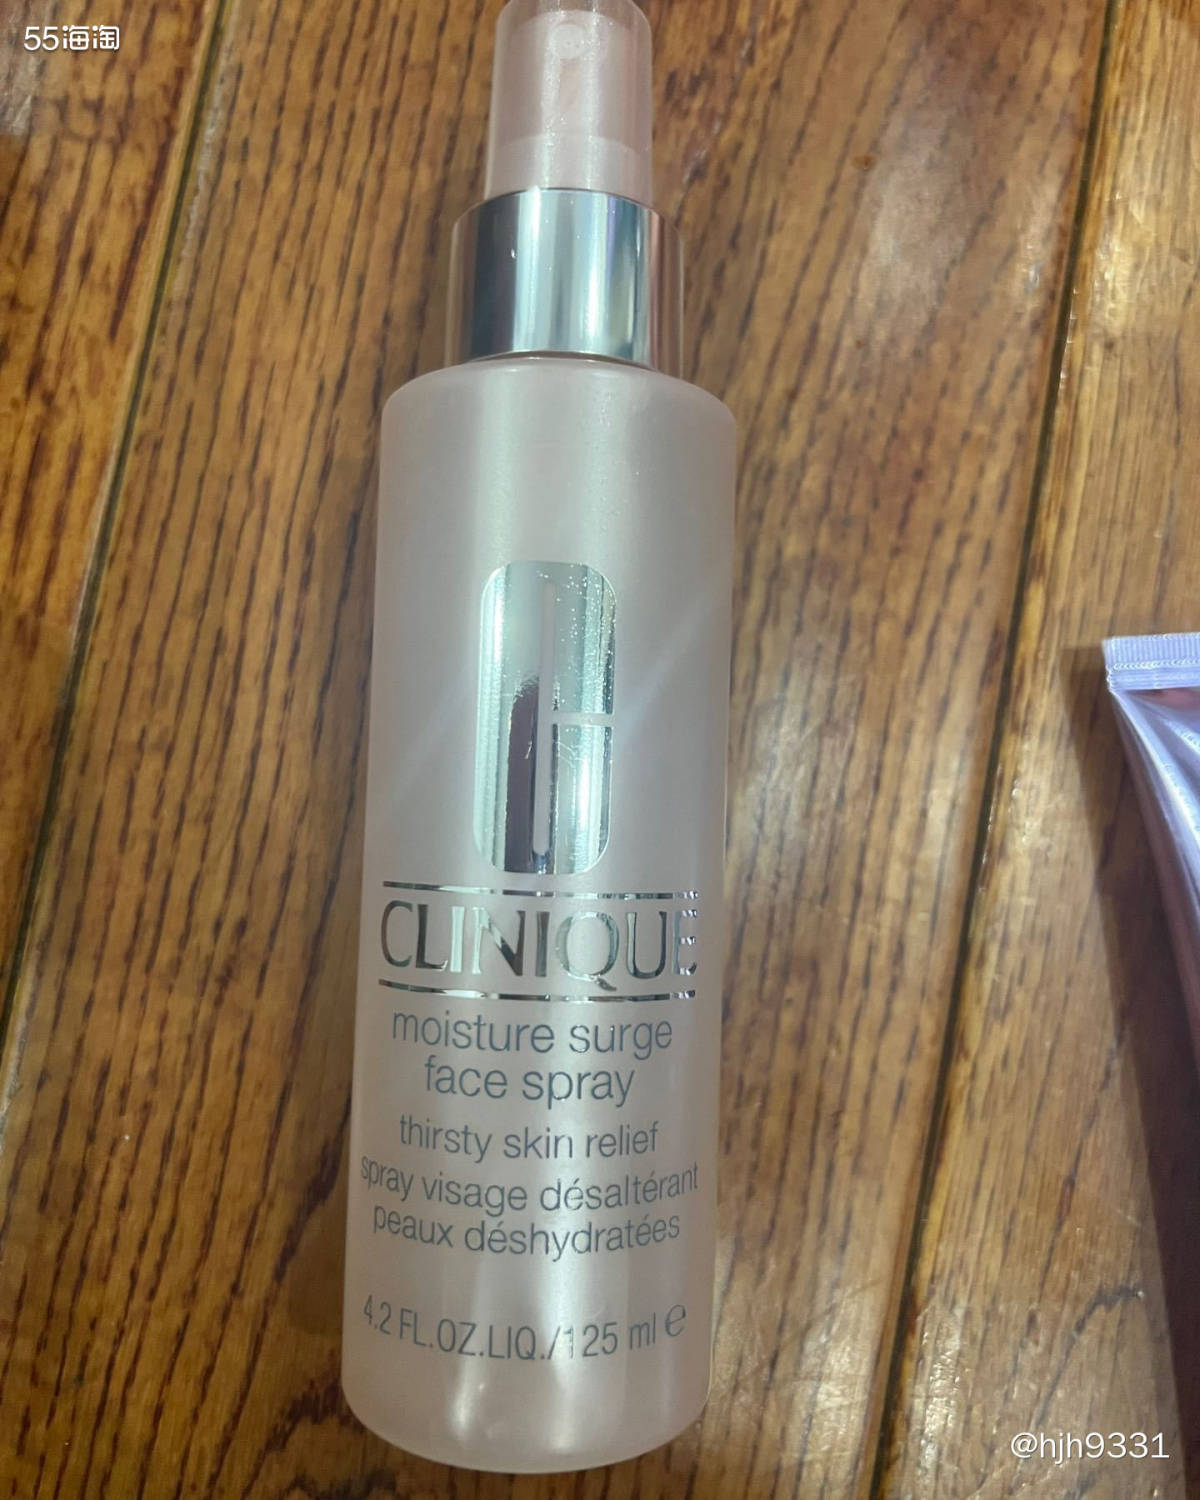 55海淘
CLINIQUE
moisture surge
face spray
thirsty skin relief
spray visage désaltérant
peaux déshydratées
4.2 FL.OZ.LIQ./125 ml ℮
@hjh9331